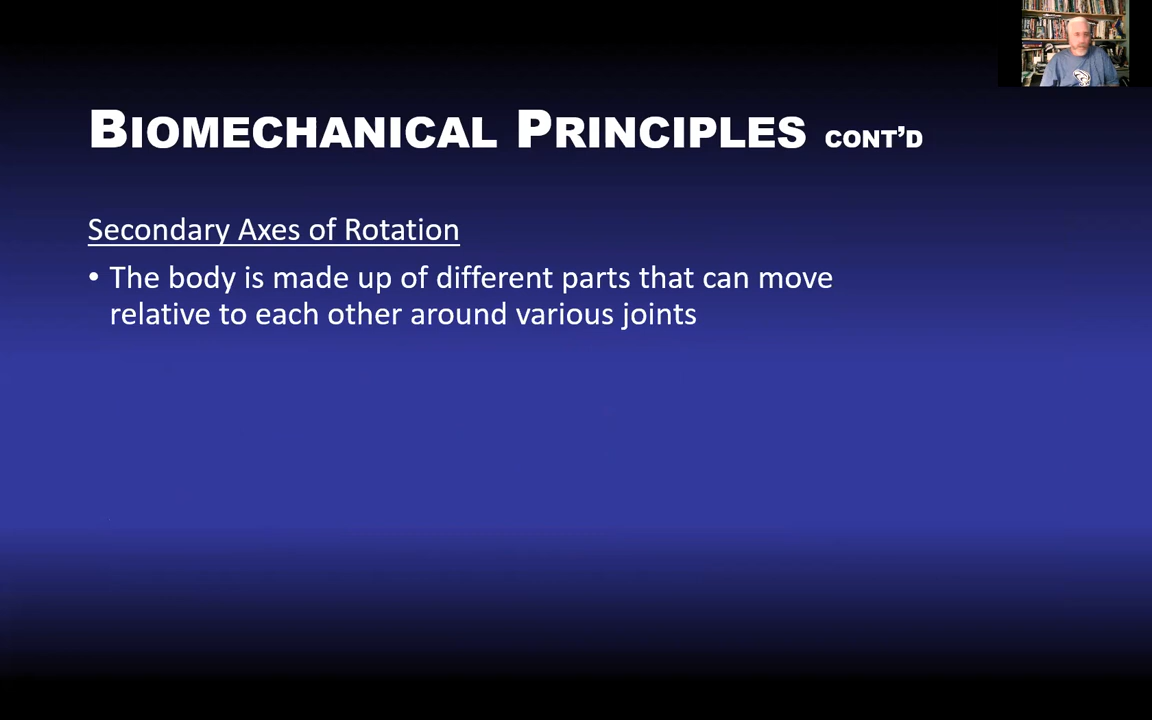 BIOMECHANICAL PRINCIPLES CONT'D
Secondary Axes of Rotation
• The body is made up of different parts that can move
relative to each other around various joints